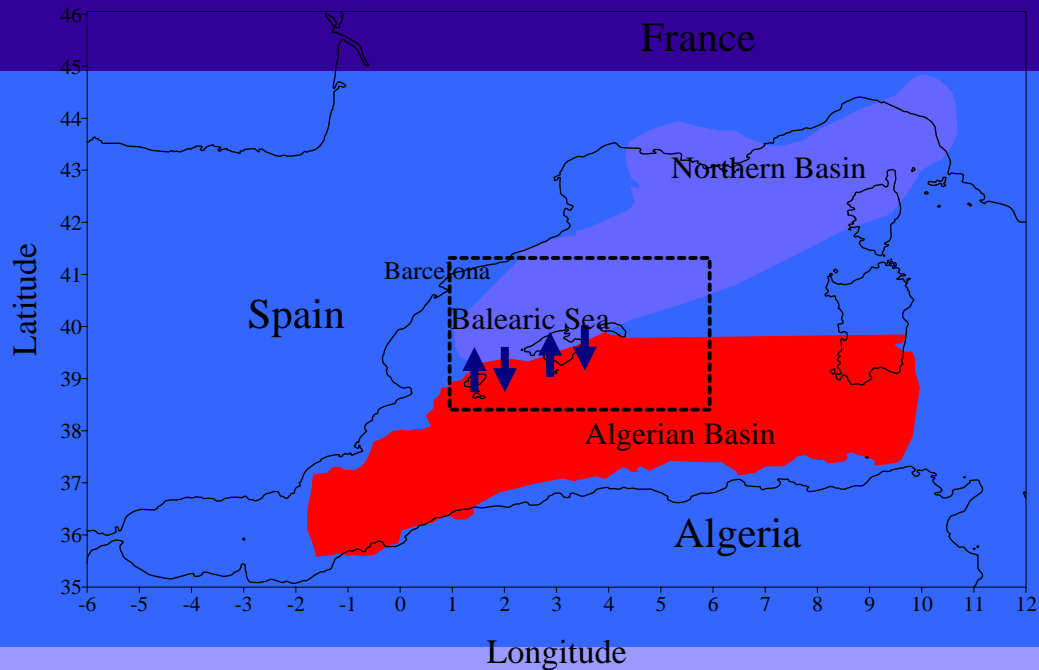 46
France
45
44
Northern Basin
43
42
41
Barcelona
Latitude
Spain
Balearic Sea
40
39
38
Algerian Basin
37
36
Algeria
35
-6 -5 -4 -3 -2 -1 0 1 2 3 4 5 6 7 8 9 10 11 12
Longitude